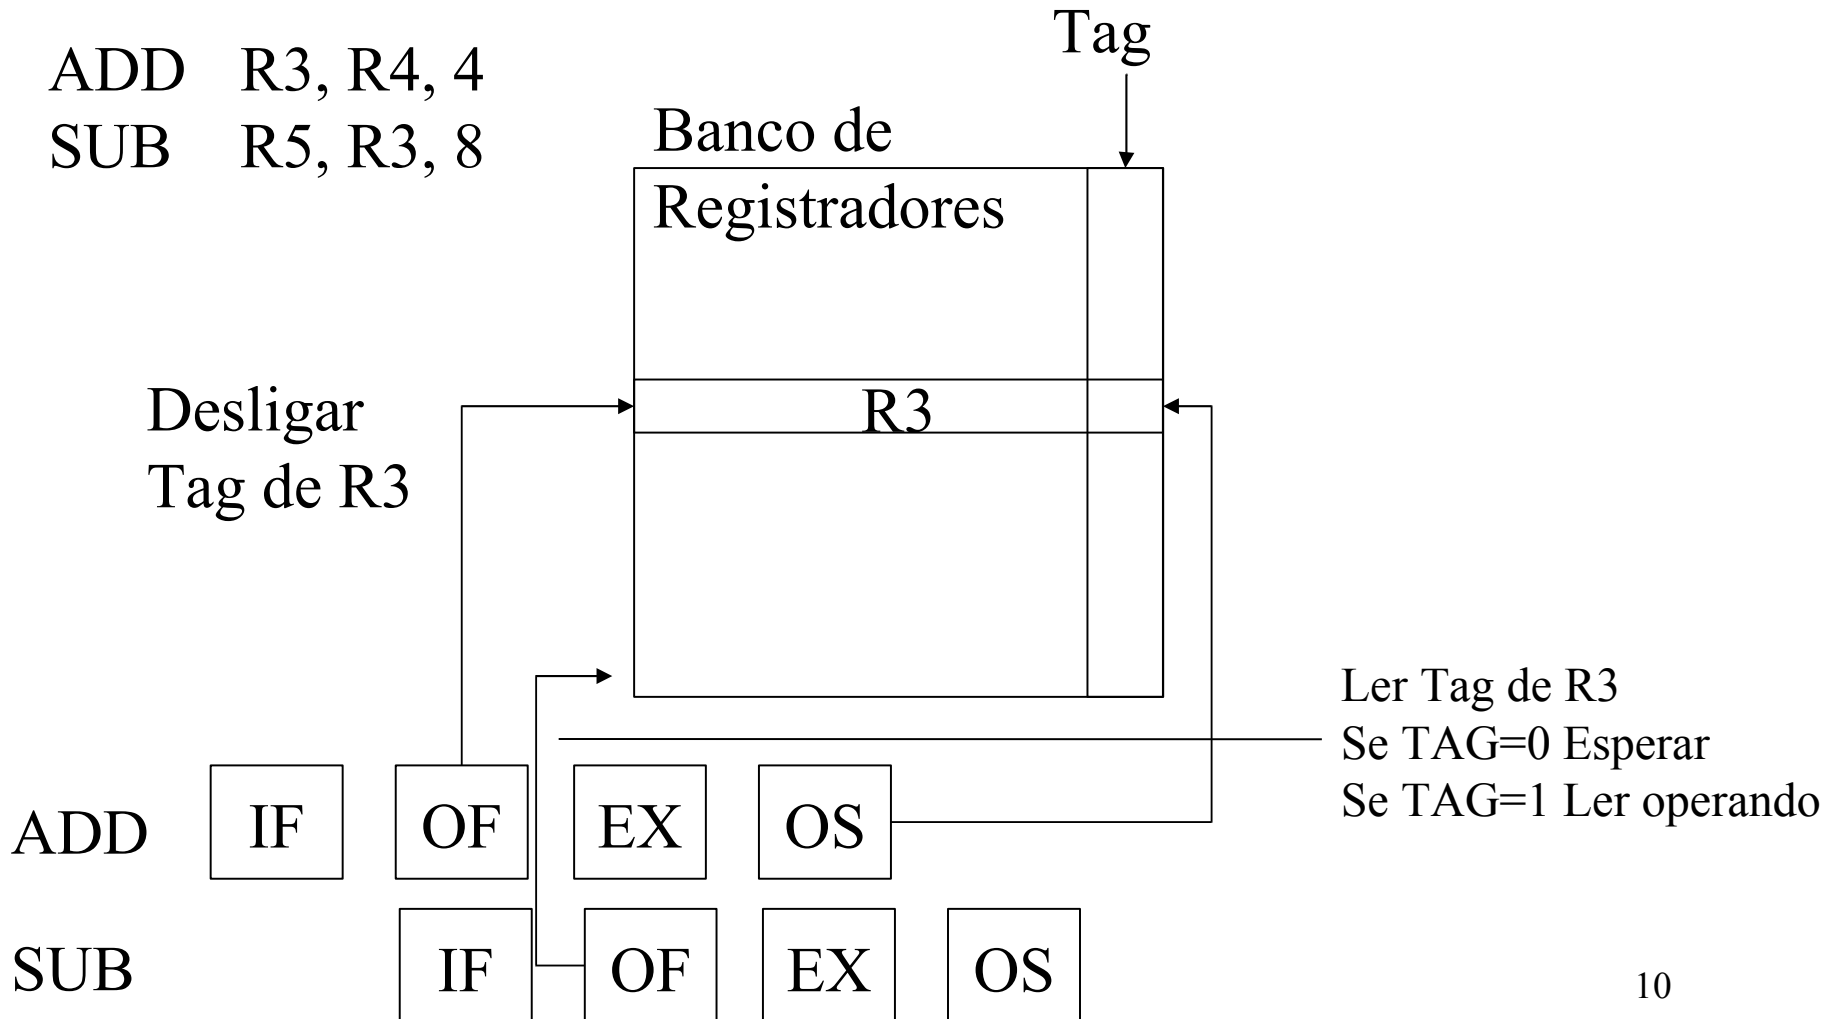 Tag
ADD R3, R4, 4
SUB R5, R3, 8
Banco de
Registradores
R3
Desligar
Tag de R3
Ler Tag de R3
Se TAG=0 Esperar
Se TAG=1 Ler operando
ADD IF OF EX OS
SUB IF OF EX OS
10